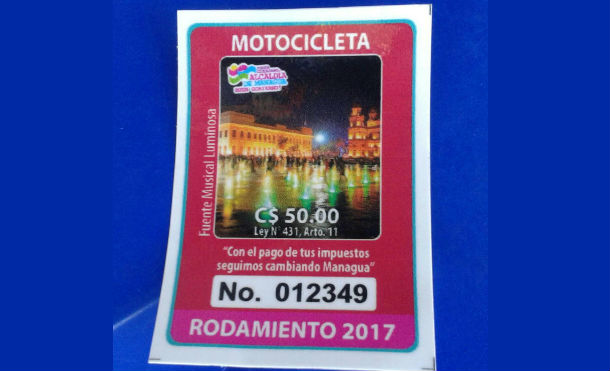 MOTOCICLETA
ALCALDÍA
DE MANAGUA
Fuente Musical Luminosa
C$ 50.00
Ley N° 431, Arto. 11
"Con el pago de tus impuestos
seguimos cambiando Managua"
No. 012349
RODAMIENTO 2017